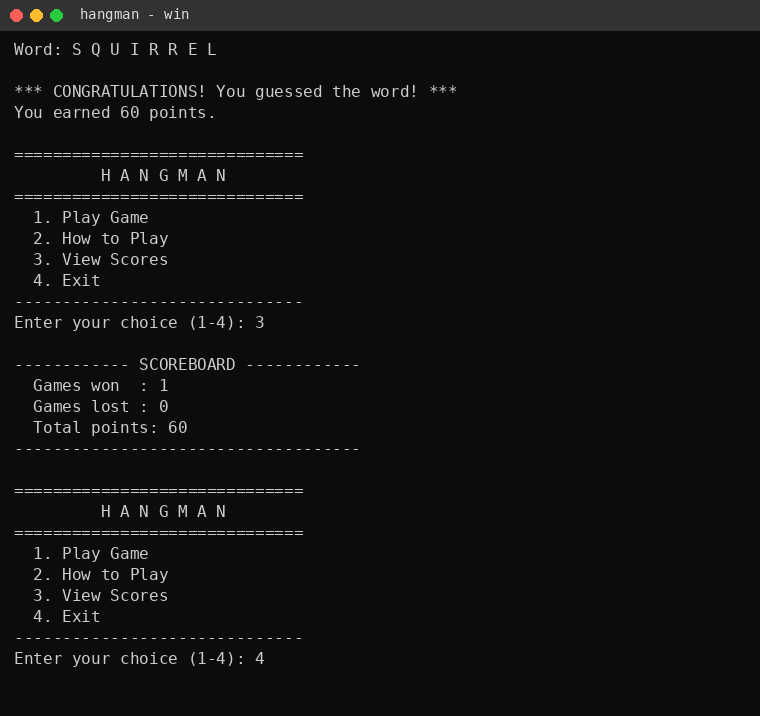 hangman - win
Word: S Q U I R R E L
*** CONGRATULATIONS! You guessed the word! ***
You earned 60 points.
==============================
         H A N G M A N
==============================
  1. Play Game
  2. How to Play
  3. View Scores
  4. Exit
------------------------------
Enter your choice (1-4): 3
------------ SCOREBOARD ------------
  Games won  : 1
  Games lost : 0
  Total points: 60
------------------------------------
==============================
         H A N G M A N
==============================
  1. Play Game
  2. How to Play
  3. View Scores
  4. Exit
------------------------------
Enter your choice (1-4): 4